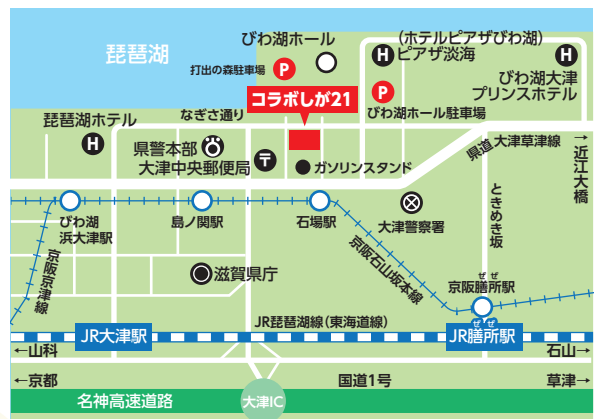 琵琶湖
びわ湖ホール
打出の森駐車場
P
(ホテルピアザびわ湖)
ピアザ淡海
H
H
びわ湖大津
プリンスホテル
P
びわ湖ホール駐車場
コラボしが21
なぎさ通り
琵琶湖ホテル
H
県警本部
大津中央郵便局
〒
ガソリンスタンド
県道 大津草津線
→近江大橋
びわ湖
浜大津駅
島ノ関駅
石場駅
大津警察署
ときめき坂
京阪京津線
滋賀県庁
京阪石山坂本線
ぜぜ
京阪膳所駅
JR琵琶湖線(東海道線)
JR大津駅
ぜぜ
JR膳所駅
←山科
石山→
←京都
国道1号
草津→
名神高速道路
大津IC